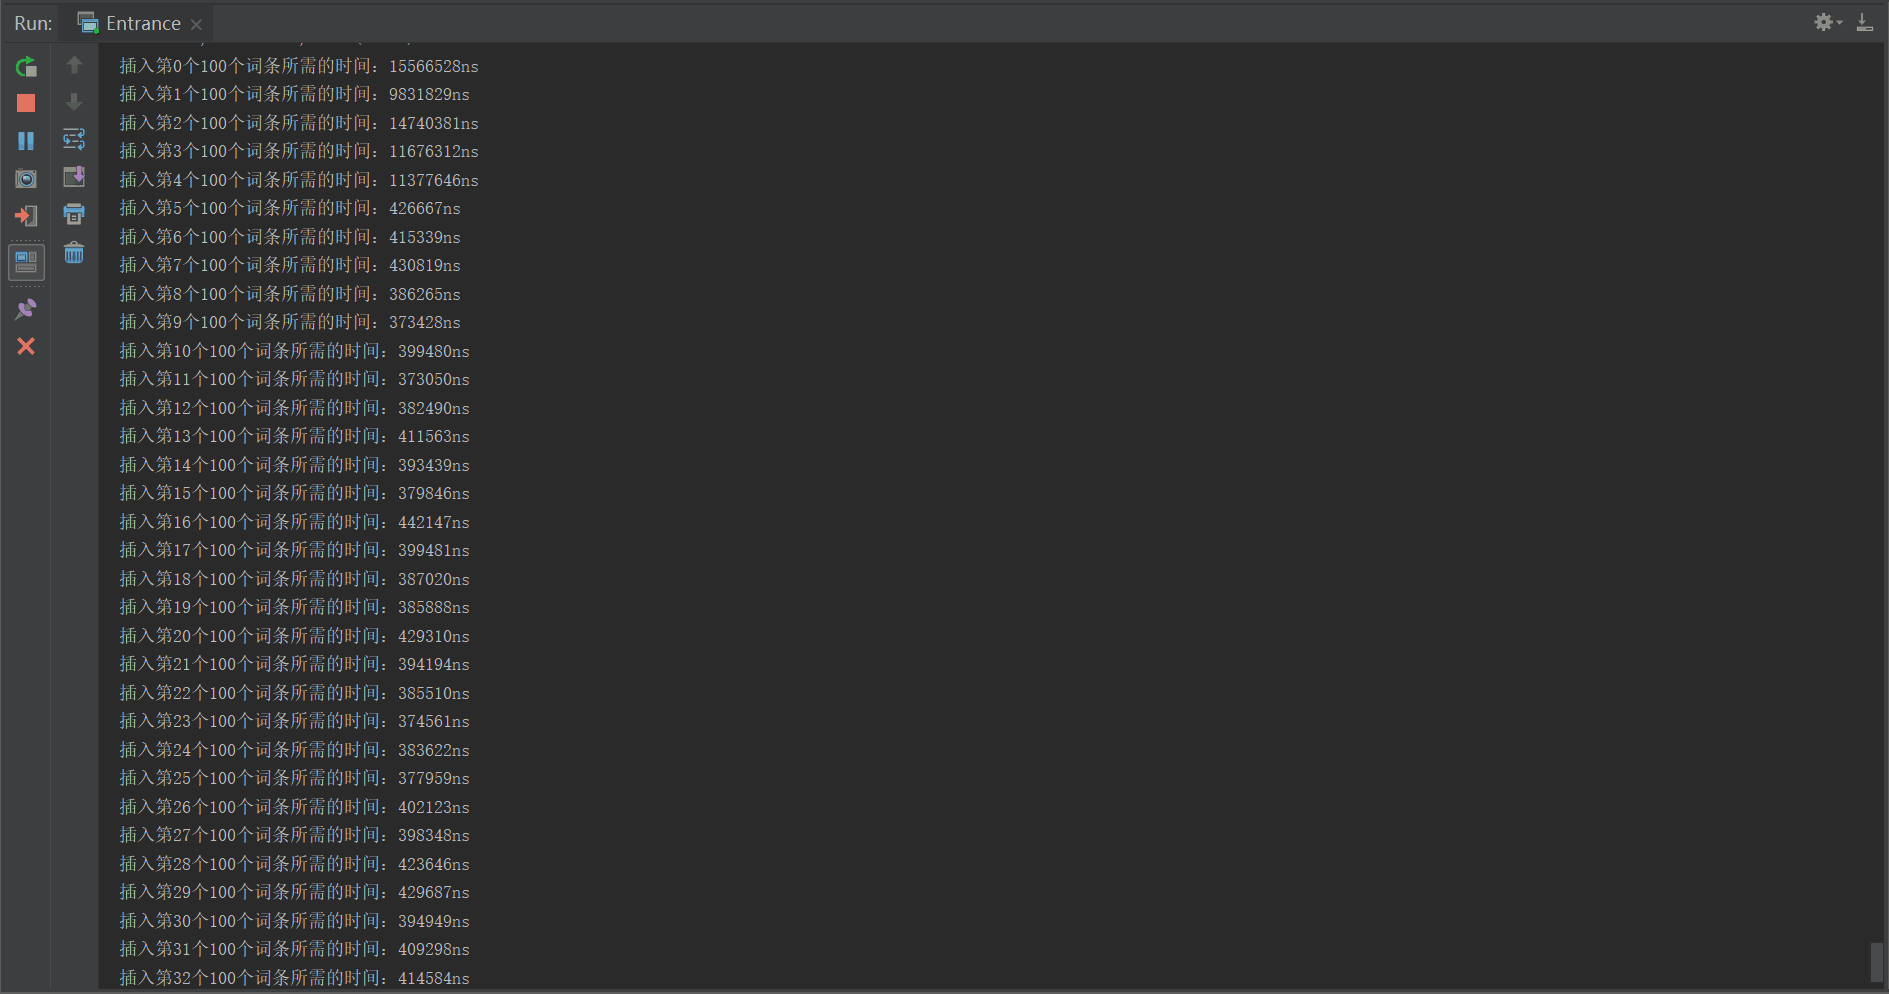 Run: Entrance
插入第0个100个词条所需的时间：15566528ns
插入第1个100个词条所需的时间：9831829ns
插入第2个100个词条所需的时间：14740381ns
插入第3个100个词条所需的时间：11676312ns
插入第4个100个词条所需的时间：11377646ns
插入第5个100个词条所需的时间：426667ns
插入第6个100个词条所需的时间：415339ns
插入第7个100个词条所需的时间：430819ns
插入第8个100个词条所需的时间：386265ns
插入第9个100个词条所需的时间：373428ns
插入第10个100个词条所需的时间：399480ns
插入第11个100个词条所需的时间：373050ns
插入第12个100个词条所需的时间：382490ns
插入第13个100个词条所需的时间：411563ns
插入第14个100个词条所需的时间：393439ns
插入第15个100个词条所需的时间：379846ns
插入第16个100个词条所需的时间：442147ns
插入第17个100个词条所需的时间：399481ns
插入第18个100个词条所需的时间：387020ns
插入第19个100个词条所需的时间：385888ns
插入第20个100个词条所需的时间：429310ns
插入第21个100个词条所需的时间：394194ns
插入第22个100个词条所需的时间：385510ns
插入第23个100个词条所需的时间：374561ns
插入第24个100个词条所需的时间：383622ns
插入第25个100个词条所需的时间：377959ns
插入第26个100个词条所需的时间：402123ns
插入第27个100个词条所需的时间：398348ns
插入第28个100个词条所需的时间：423646ns
插入第29个100个词条所需的时间：429687ns
插入第30个100个词条所需的时间：394949ns
插入第31个100个词条所需的时间：409298ns
插入第32个100个词条所需的时间：414584ns